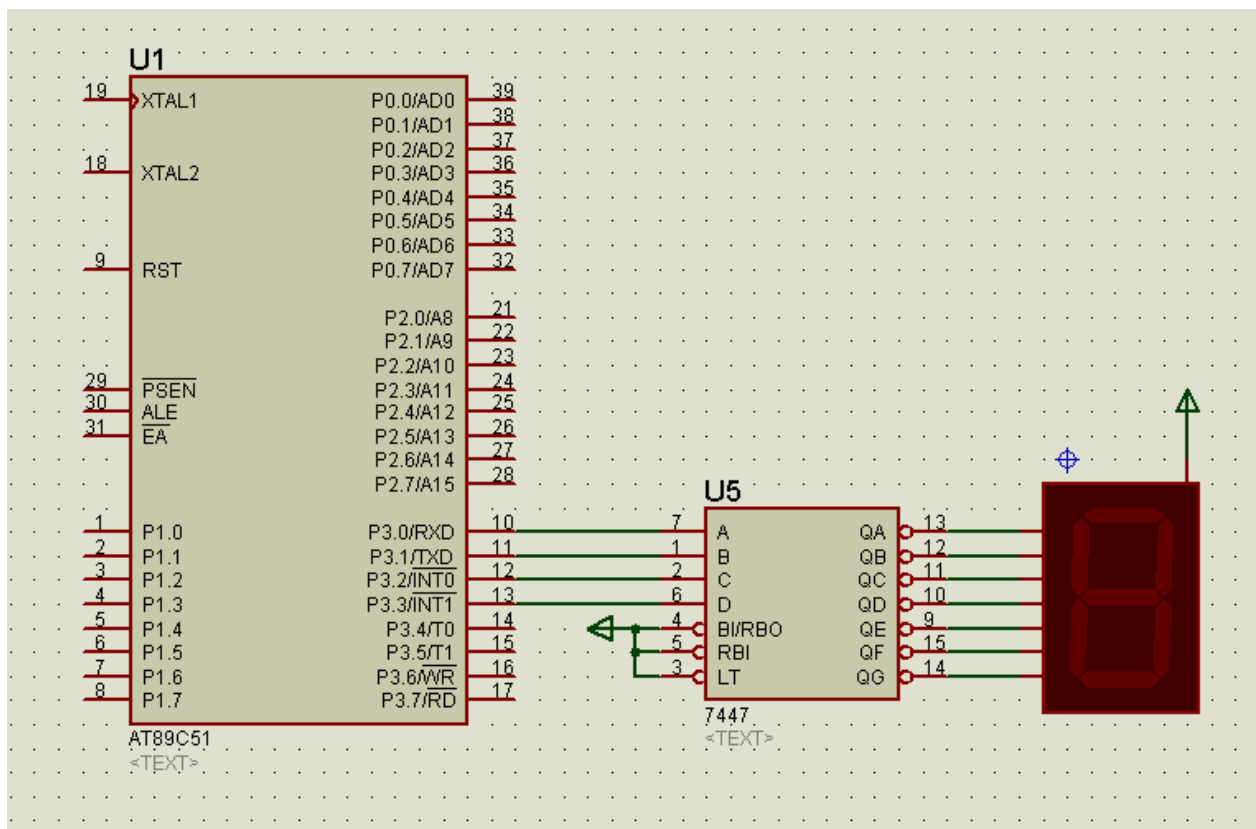 U1
19 XTAL1 P0.0/AD0 39
P0.1/AD1 38
P0.2/AD2 37
18 XTAL2 P0.3/AD3 36
P0.4/AD4 35
P0.5/AD5 34
P0.6/AD6 33
9 RST P0.7/AD7 32
P2.0/A8 21
P2.1/A9 22
P2.2/A10 23
29 PSEN P2.3/A11 24
30 ALE P2.4/A12 25
31 EA P2.5/A13 26
P2.6/A14 27
P2.7/A15 28
U5
1 P1.0 P3.0/RXD 10 7 A QA 13
2 P1.1 P3.1/TXD 11 1 B QB 12
3 P1.2 P3.2/INT0 12 2 C QC 11
4 P1.3 P3.3/INT1 13 6 D QD 10
5 P1.4 P3.4/T0 14 4 BI/RBO QE 9
6 P1.5 P3.5/T1 15 5 RBI QF 15
7 P1.6 P3.6/WR 16 3 LT QG 14
8 P1.7 P3.7/RD 17
7447
<TEXT>
AT89C51
<TEXT>